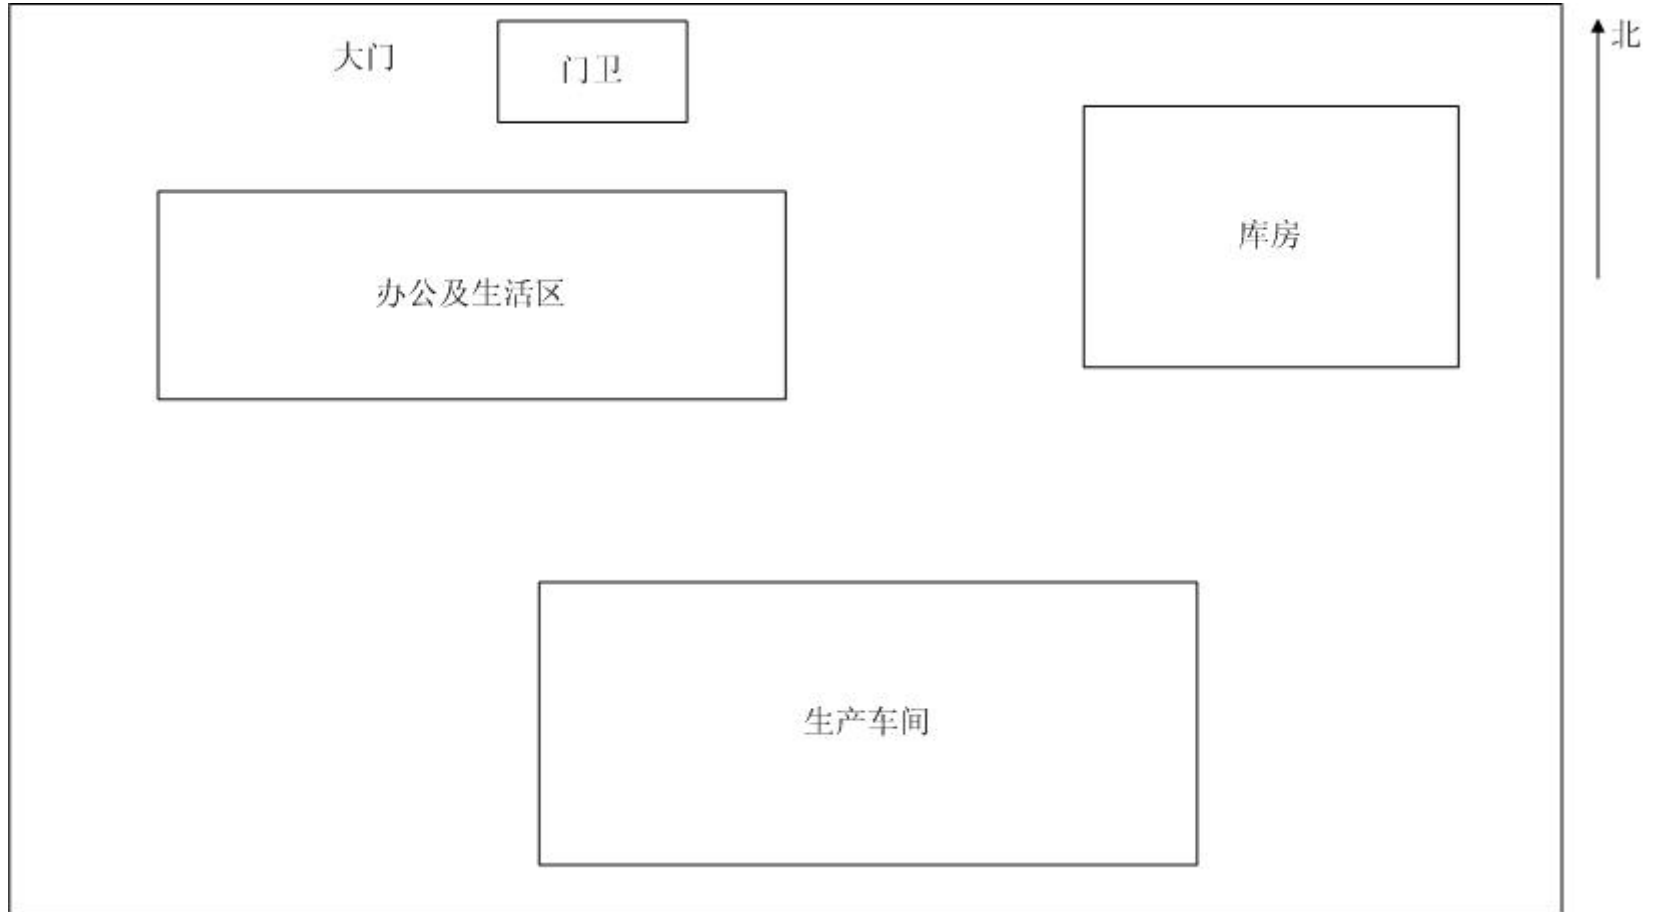 大门
门卫
北
库房
办公及生活区
生产车间